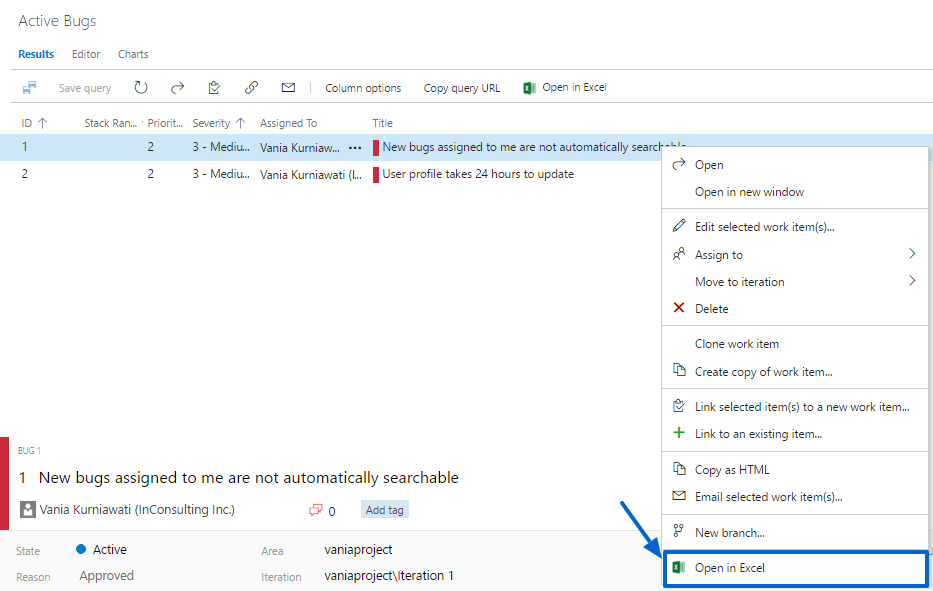 Active Bugs
Results Editor Charts
Save query Column options Copy query URL Open in Excel
ID Stack Ran... Priorit... Severity Assigned To Title
1 2 3 - Mediu... Vania Kurniaw... ... New bugs assigned to me are not automatically searchable
2 2 3 - Mediu... Vania Kurniawati (I... User profile takes 24 hours to update
Open
Open in new window
Edit selected work item(s)...
Assign to
Move to iteration
Delete
Clone work item
Create copy of work item...
Link selected item(s) to a new work item...
Link to an existing item...
Copy as HTML
Email selected work item(s)...
New branch...
Open in Excel
BUG 1
1 New bugs assigned to me are not automatically searchable
Vania Kurniawati (InConsulting Inc.) 0 Add tag
State Active Area vaniaproject
Reason Approved Iteration vaniaproject\Iteration 1